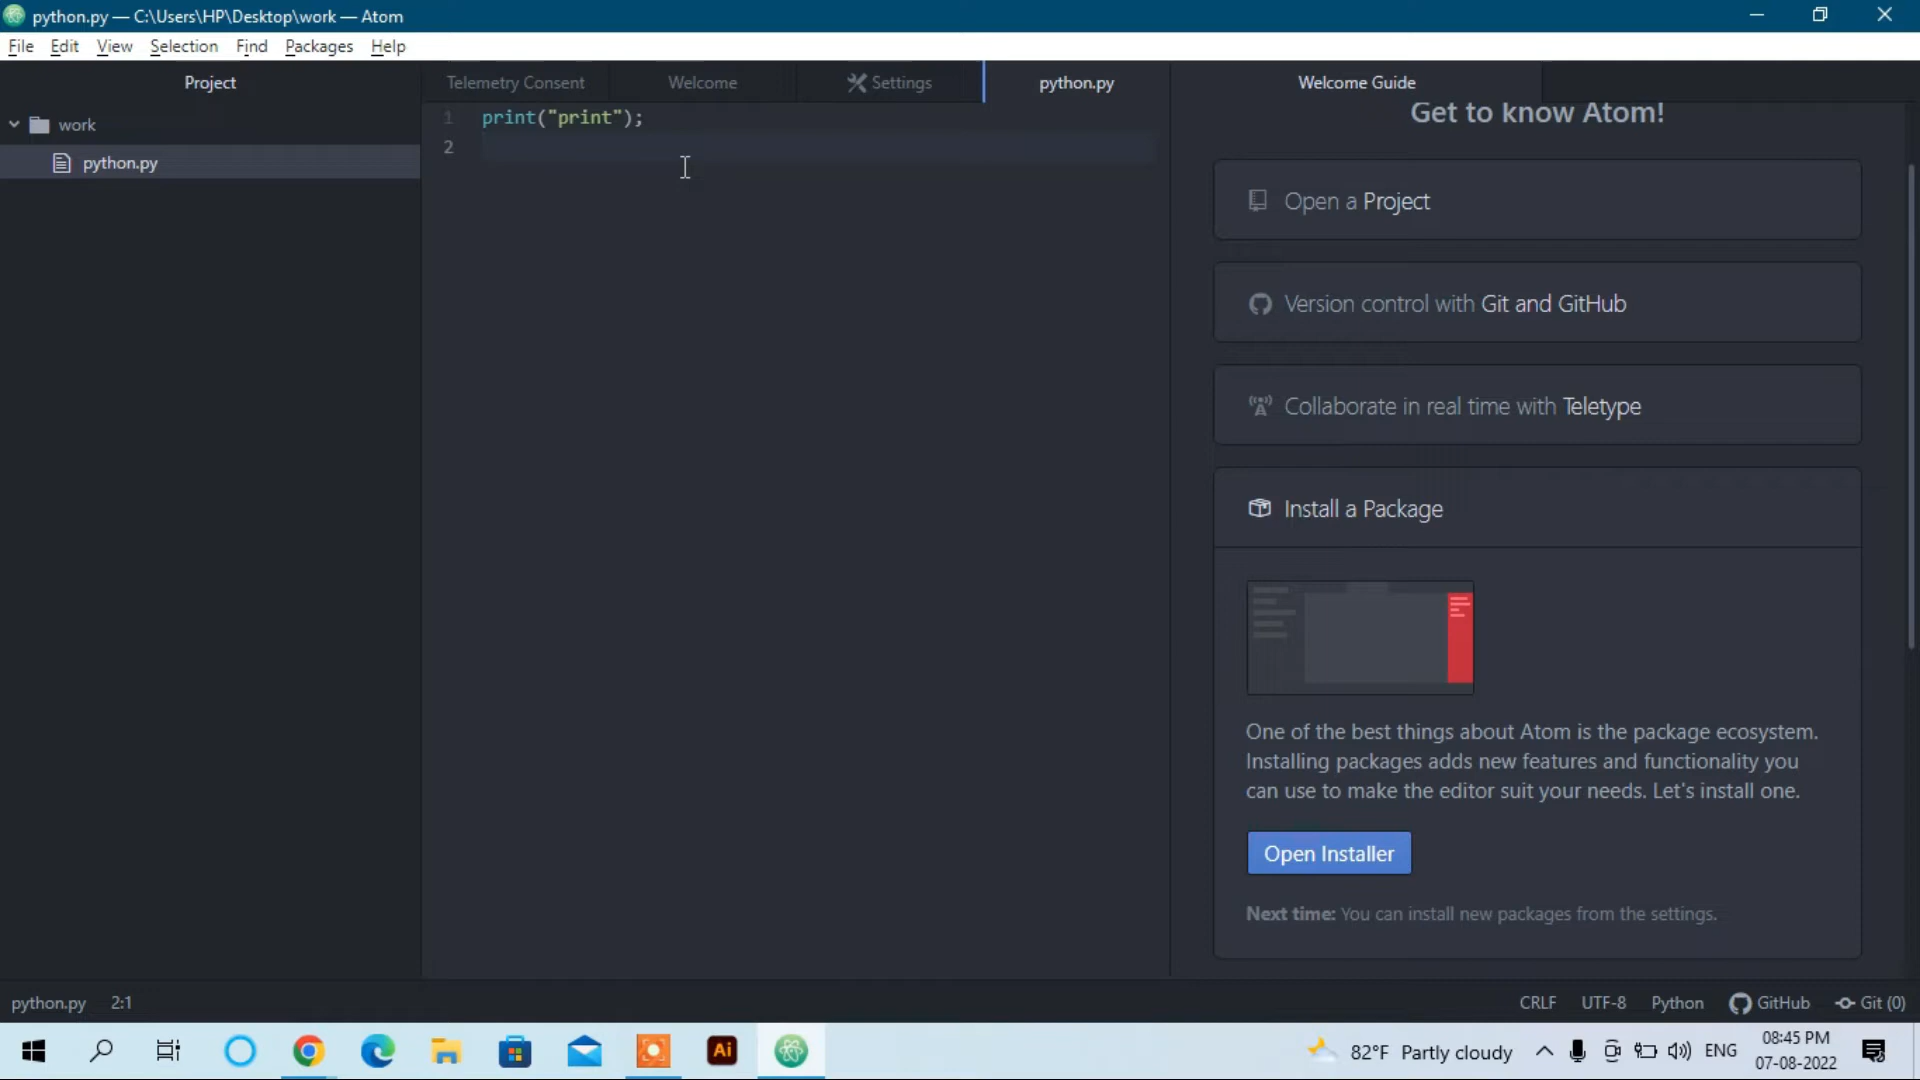 python.py — C:\Users\HP\Desktop\work — Atom
File Edit View Selection Find Packages Help
Project
Telemetry Consent
Welcome
Settings
python.py
Welcome Guide
work
python.py
1 print("print");
2
Get to know Atom!
Open a Project
Version control with Git and GitHub
Collaborate in real time with Teletype
Install a Package
One of the best things about Atom is the package ecosystem.
Installing packages adds new features and functionality you
can use to make the editor suit your needs. Let's install one.
Open Installer
Next time: You can install new packages from the settings.
python.py 2:1
CRLF UTF-8 Python GitHub Git (0)
Ai
82°F Partly cloudy
ENG
08:45 PM
07-08-2022